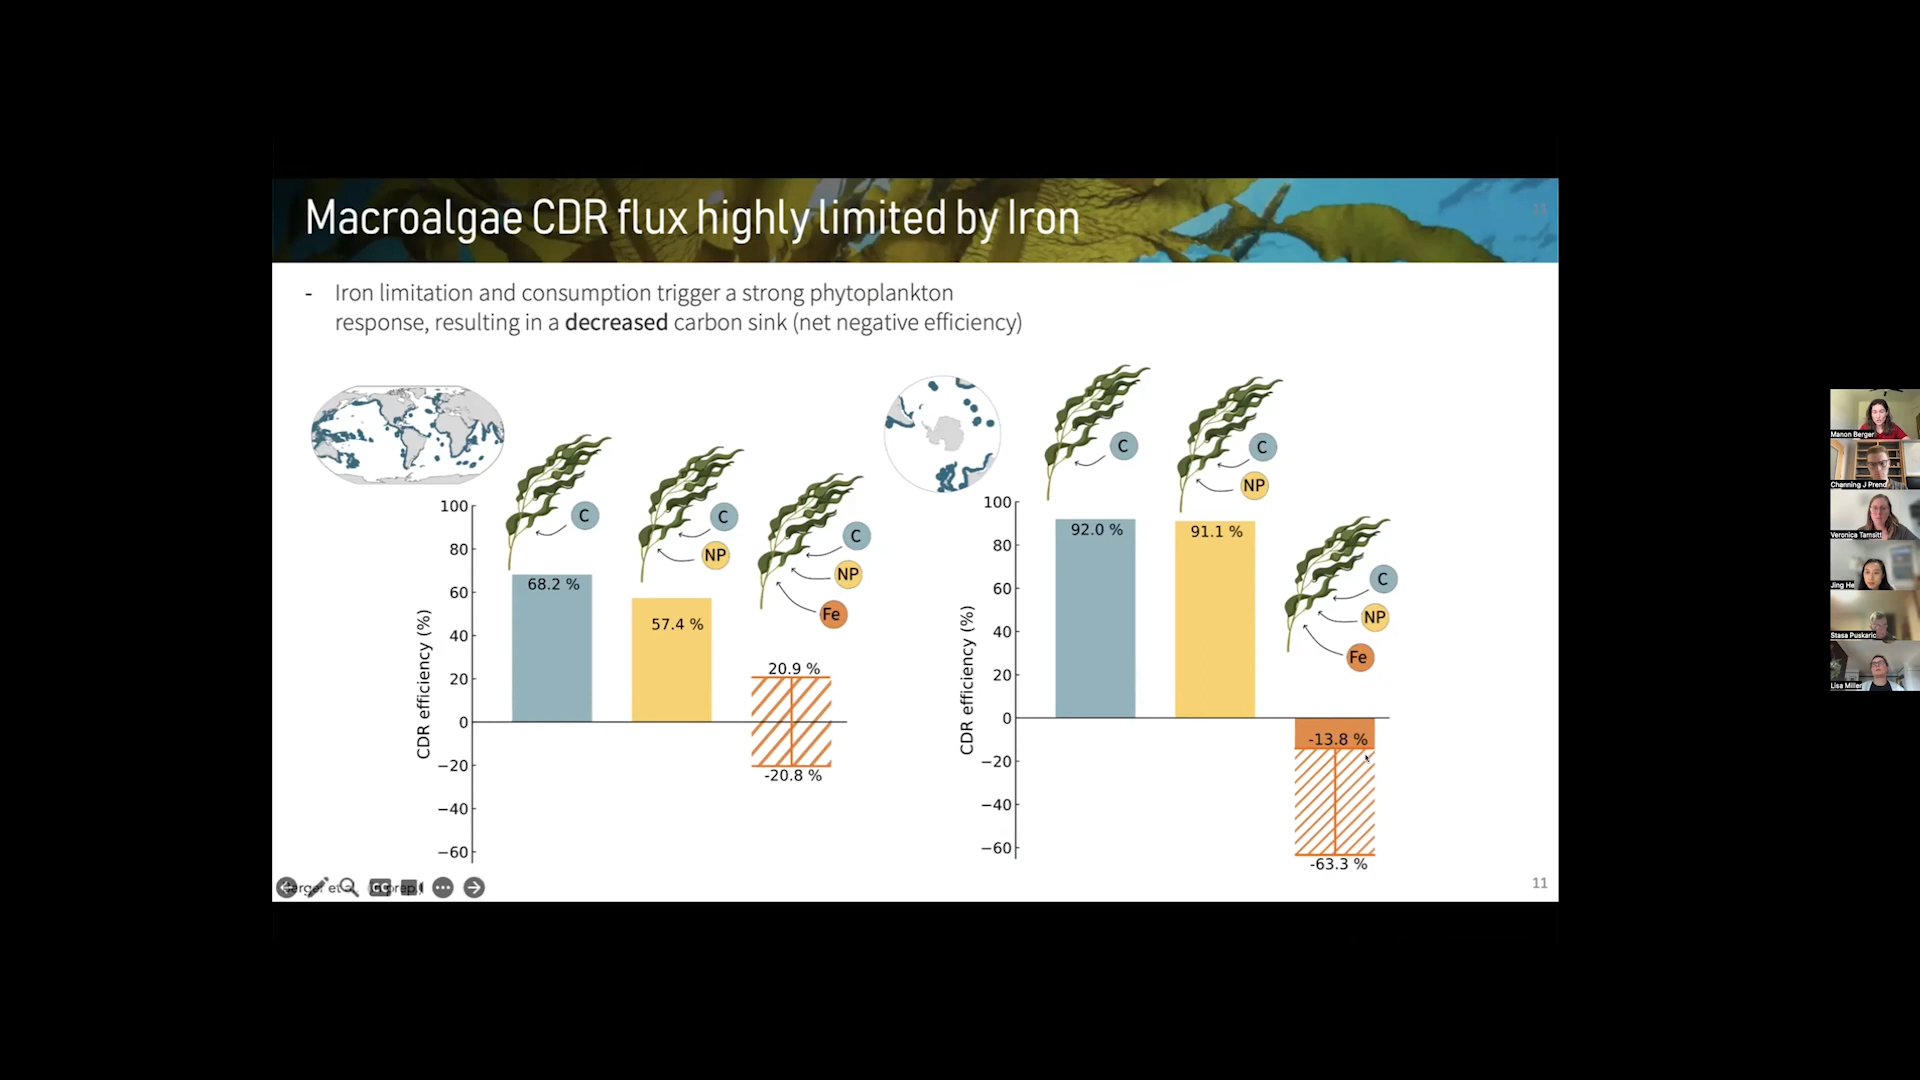 Macroalgae CDR flux highly limited by Iron
11
- Iron limitation and consumption trigger a strong phytoplankton
response, resulting in a decreased carbon sink (net negative efficiency)
C
C
NP
C
NP
Fe
CDR efficiency (%)
100
80
60
40
20
0
−20
−40
−60
68.2 %
57.4 %
20.9 %
-20.8 %
C
C
NP
C
NP
Fe
CDR efficiency (%)
100
80
60
40
20
0
−20
−40
−60
92.0 %
91.1 %
-13.8 %
-63.3 %
CC
11
Manon Berger
Channing J Prend
Veronica Tamsitt
Jing He
Stasa Puskaric
Lisa Miller